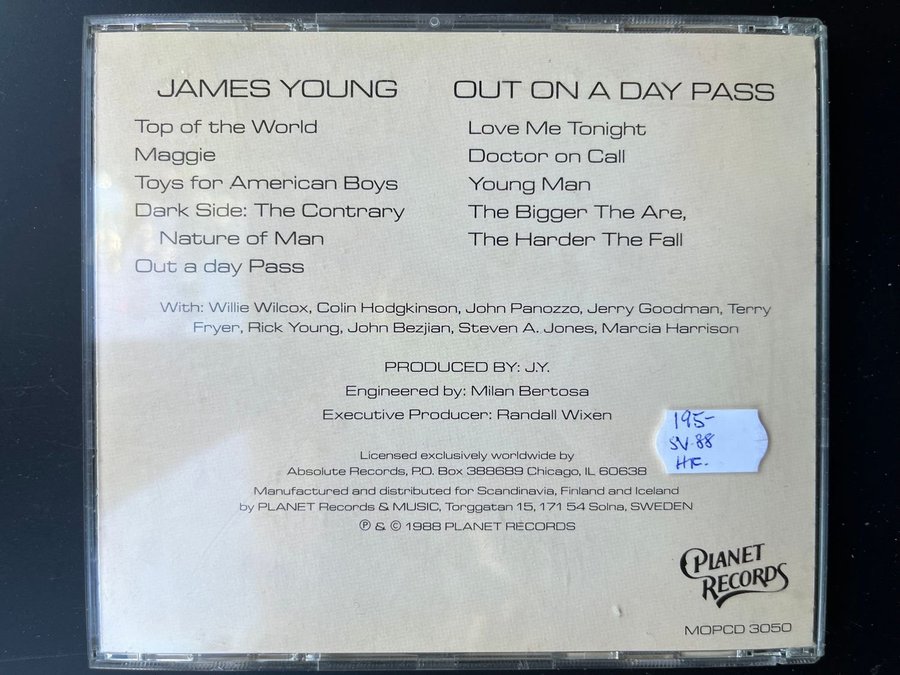 JAMES YOUNG
Top of the World
Maggie
Toys for American Boys
Dark Side: The Contrary
Nature of Man
Out a day Pass
OUT ON A DAY PASS
Love Me Tonight
Doctor on Call
Young Man
The Bigger The Are,
The Harder The Fall
With: Willie Wilcox, Colin Hodgkinson, John Panozzo, Jerry Goodman, Terry
Fryer, Rick Young, John Bezjian, Steven A. Jones, Marcia Harrison
PRODUCED BY: J.Y.
Engineered by: Milan Bertosa
Executive Producer: Randall Wixen
195-
SV-88
HF.
Licensed exclusively worldwide by
Absolute Records, P.O. Box 388689 Chicago, IL 60638
Manufactured and distributed for Scandinavia, Finland and Iceland
by PLANET Records & MUSIC, Torggatan 15, 171 54 Solna, SWEDEN
℗ & © 1988 PLANET RECORDS
PLANET
RECORDS
MOPCD 3050